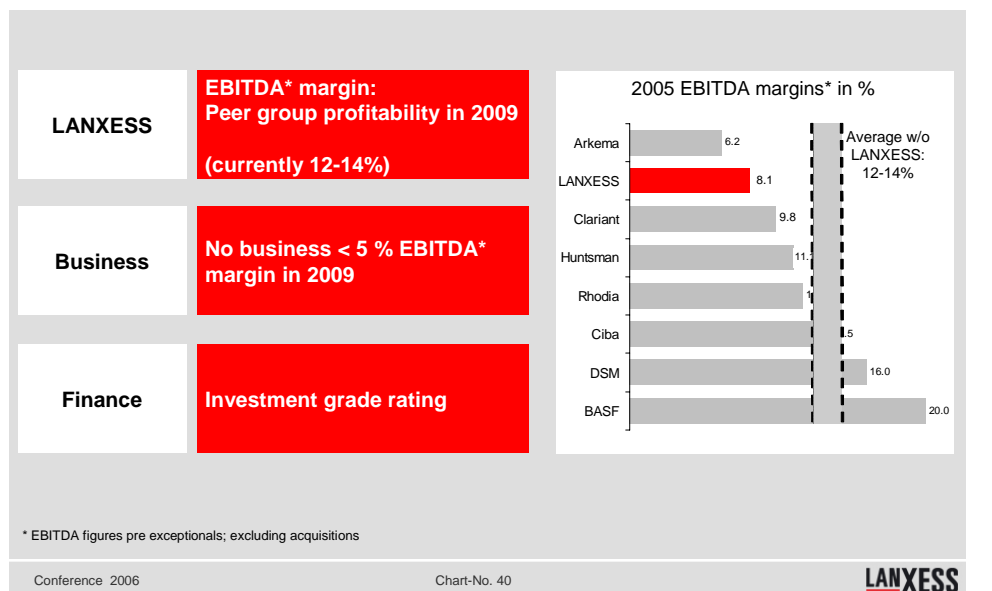 LANXESS
EBITDA* margin:
Peer group profitability in 2009
(currently 12-14%)
Business
No business < 5 % EBITDA*
margin in 2009
Finance
Investment grade rating
2005 EBITDA margins* in %
Average w/o
LANXESS:
12-14%
Arkema 6.2
LANXESS 8.1
Clariant 9.8
Huntsman
Rhodia
Ciba
DSM 16.0
BASF 20.0
* EBITDA figures pre exceptionals; excluding acquisitions
Conference 2006
Chart-No. 40
LANXESS